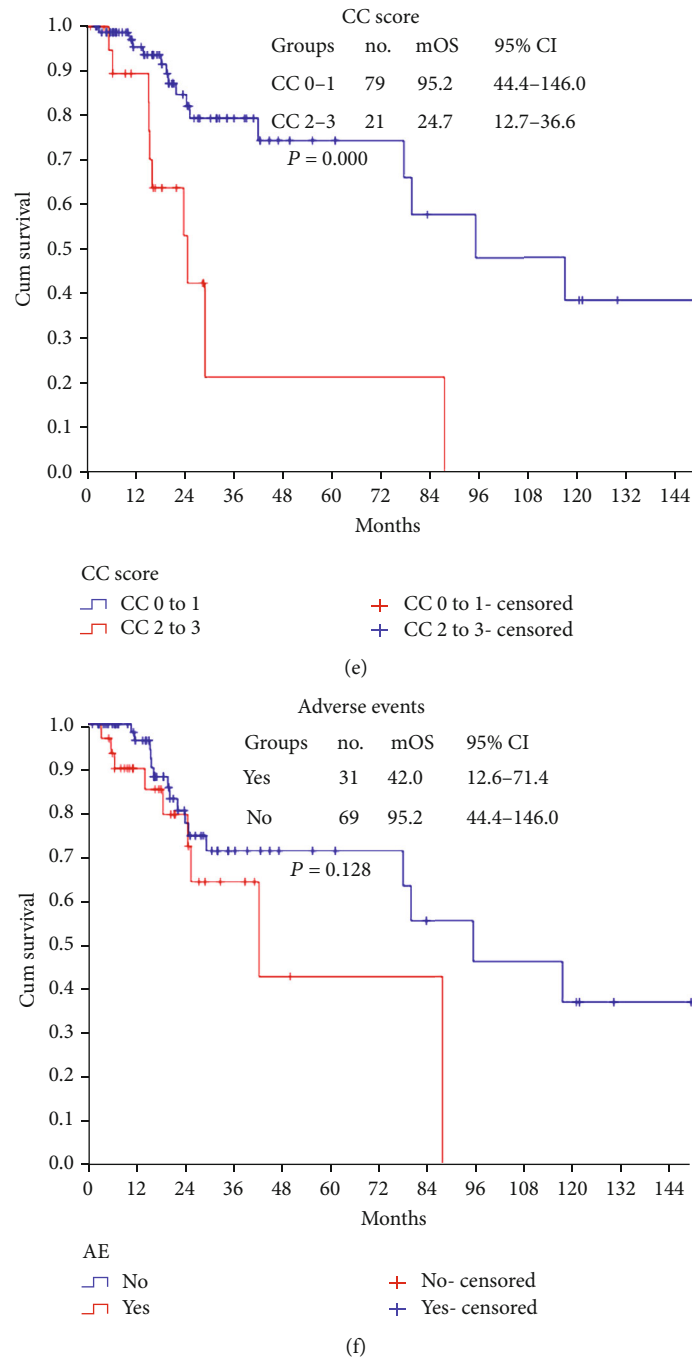 CC score
Groups no. mOS 95% CI
CC 0–1 79 95.2 44.4–146.0
CC 2–3 21 24.7 12.7–36.6
P = 0.000
1.0
0.9
0.8
0.7
0.6
0.5
0.4
0.3
0.2
0.1
0.0
Cum survival
0 12 24 36 48 60 72 84 96 108 120 132 144
Months
CC score
CC 0 to 1 CC 0 to 1- censored
CC 2 to 3 CC 2 to 3- censored
(e)
Adverse events
Groups no. mOS 95% CI
Yes 31 42.0 12.6–71.4
No 69 95.2 44.4–146.0
P = 0.128
1.0
0.9
0.8
0.7
0.6
0.5
0.4
0.3
0.2
0.1
0.0
Cum survival
0 12 24 36 48 60 72 84 96 108 120 132 144
Months
AE
No No- censored
Yes Yes- censored
(f)